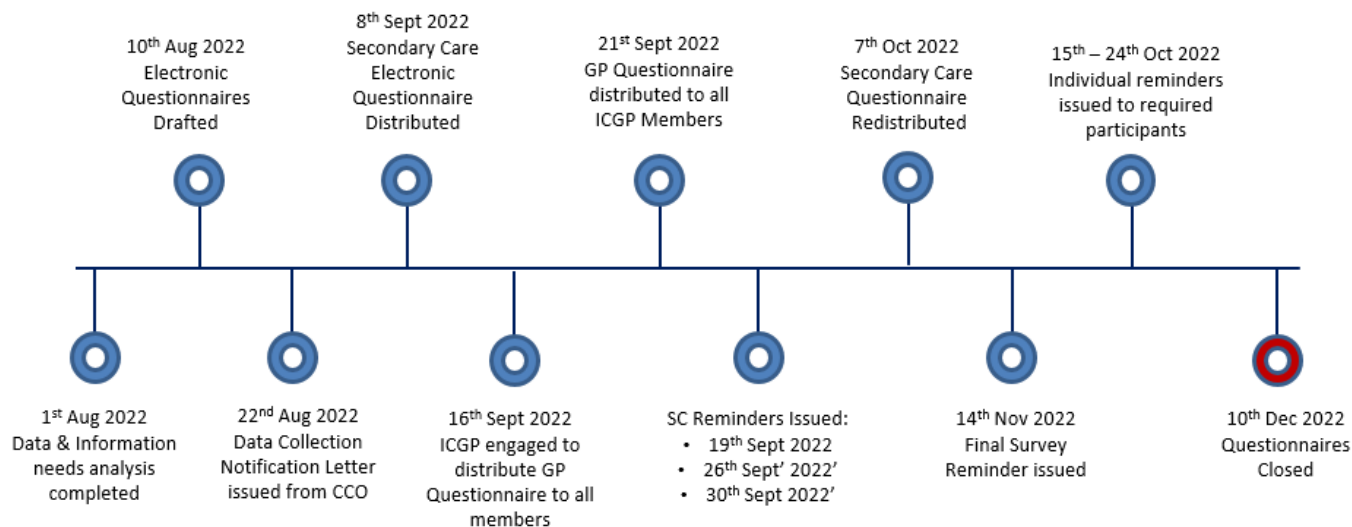 10th Aug 2022
Electronic
Questionnaires
Drafted
8th Sept 2022
Secondary Care
Electronic
Questionnaire
Distributed
21st Sept 2022
GP Questionnaire
distributed to all
ICGP Members
7th Oct 2022
Secondary Care
Questionnaire
Redistributed
15th – 24th Oct 2022
Individual reminders
issued to required
participants
1st Aug 2022
Data & Information
needs analysis
completed
22nd Aug 2022
Data Collection
Notification Letter
issued from CCO
16th Sept 2022
ICGP engaged to
distribute GP
Questionnaire to all
members
SC Reminders Issued:
• 19th Sept 2022
• 26th Sept' 2022'
• 30th Sept 2022'
14th Nov 2022
Final Survey
Reminder issued
10th Dec 2022
Questionnaires
Closed